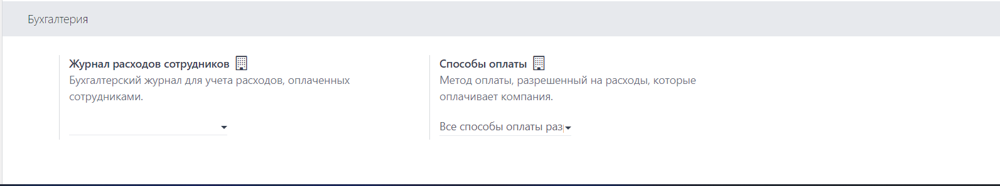 Бухгалтерия
Журнал расходов сотрудников
Бухгалтерский журнал для учета расходов, оплаченных
сотрудниками.
Способы оплаты
Метод оплаты, разрешенный на расходы, которые
оплачивает компания.
Все способы оплаты раз